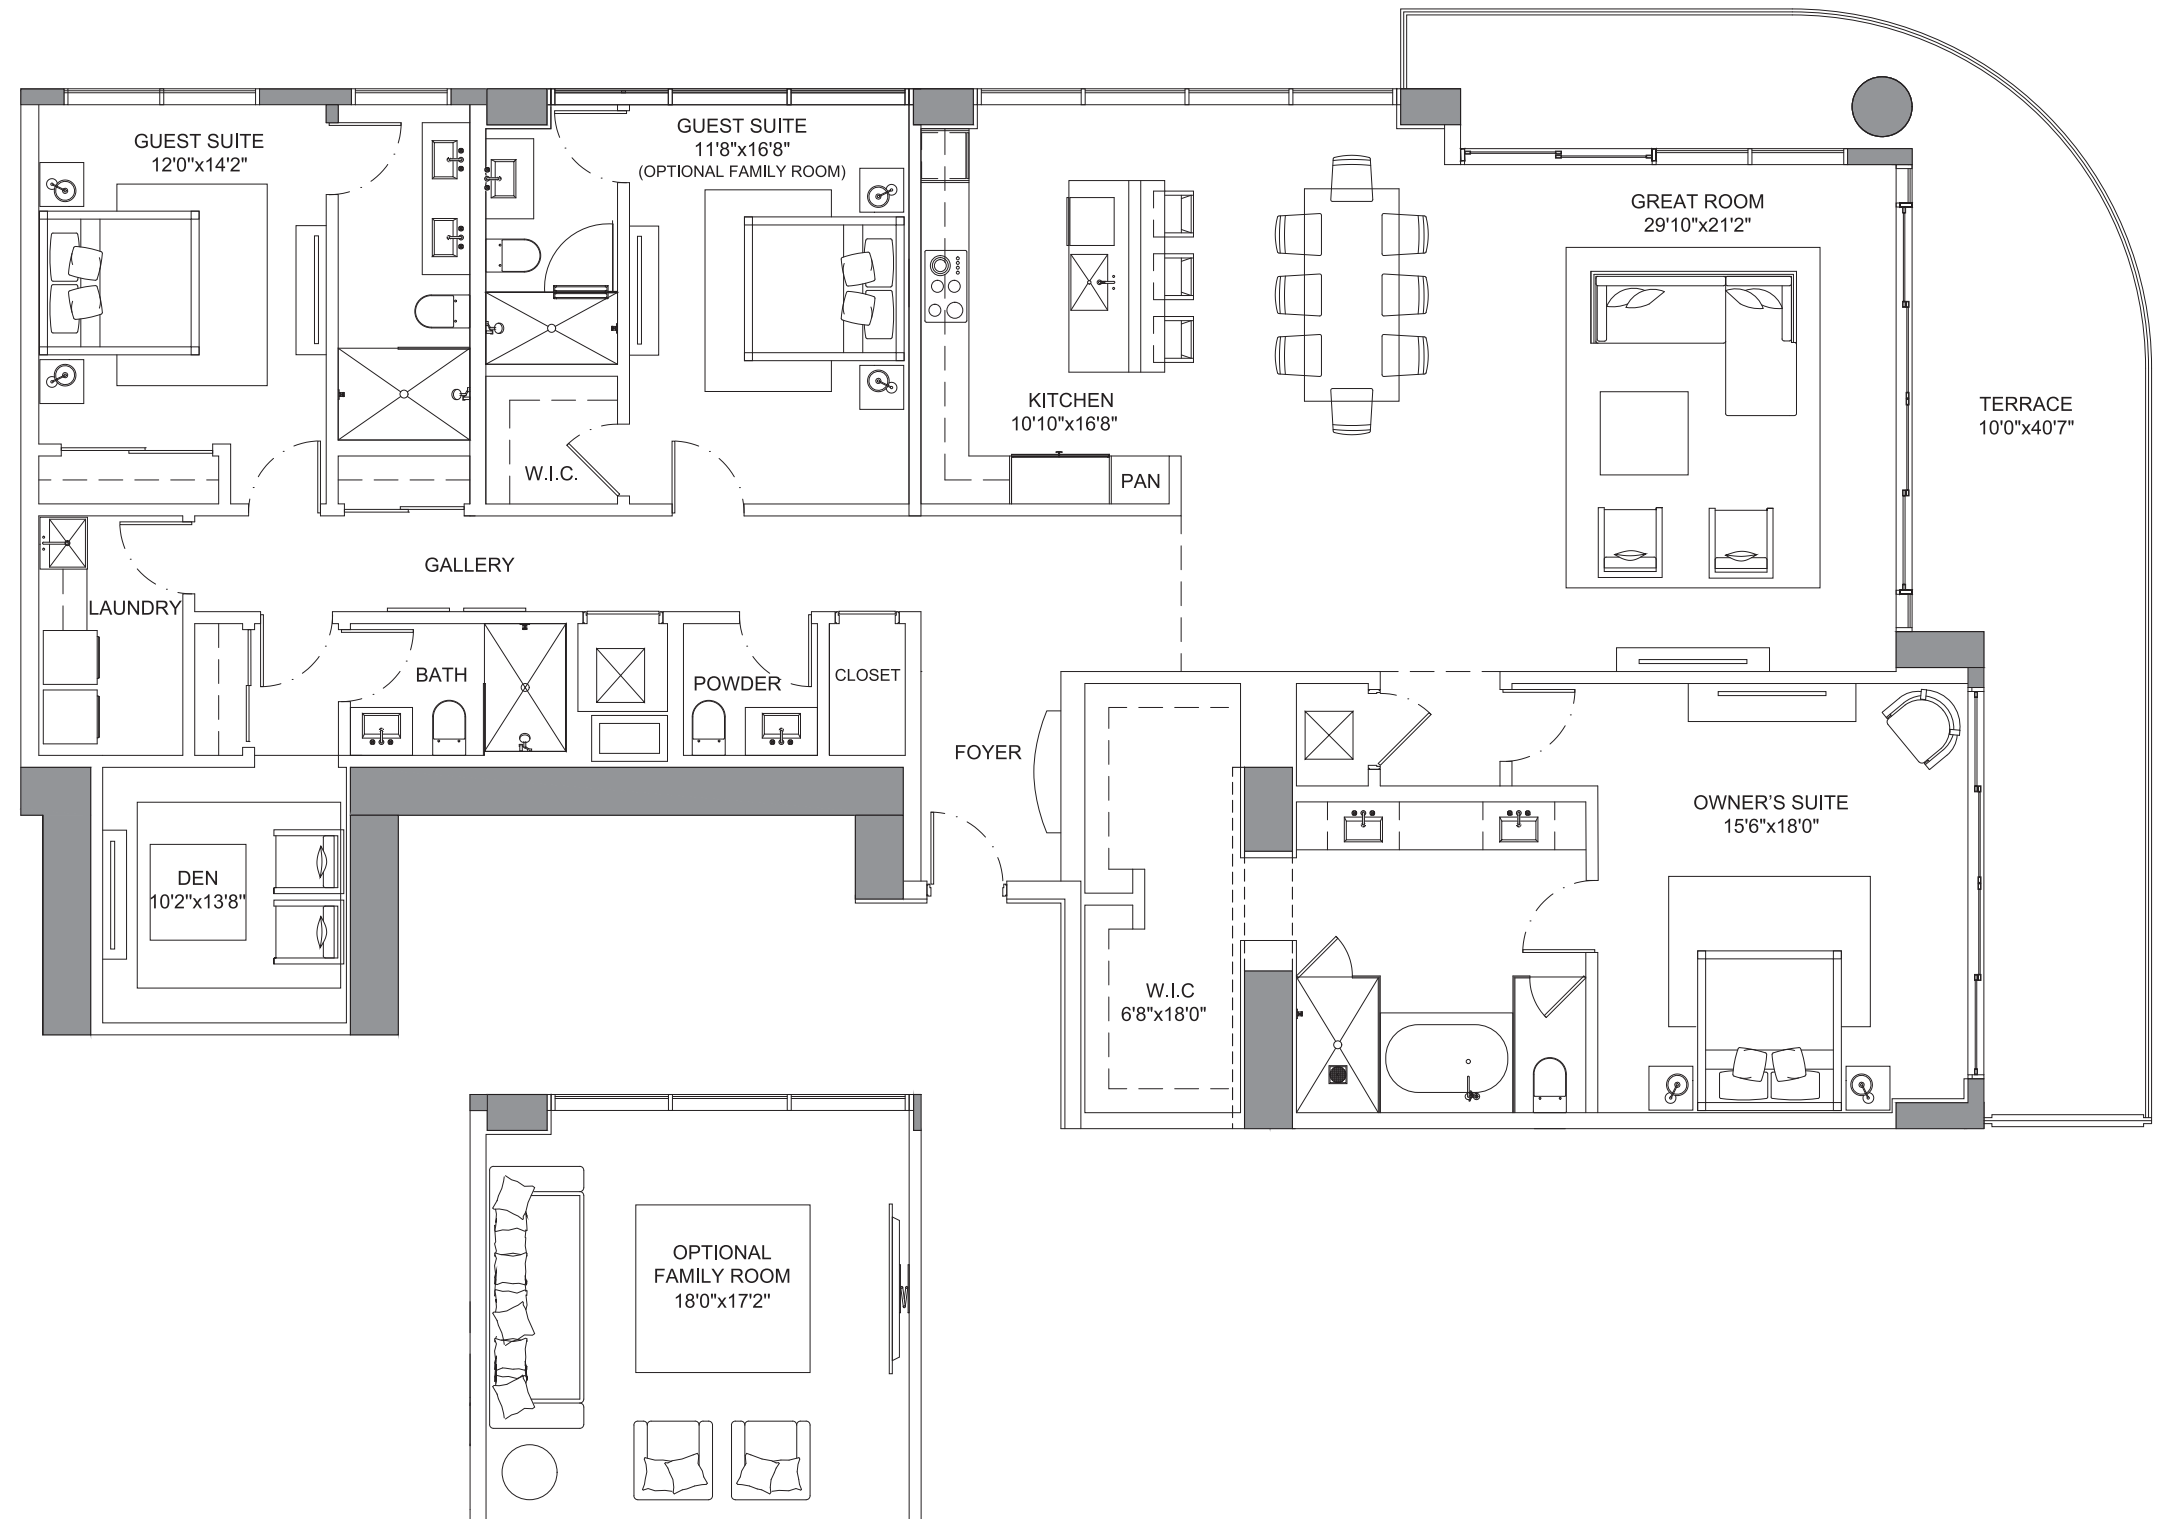 GUEST SUITE
12'0"x14'2"
GUEST SUITE
11'8"x16'8"
(OPTIONAL FAMILY ROOM)
GREAT ROOM
29'10"x21'2"
TERRACE
10'0"x40'7"
KITCHEN
10'10"x16'8"
PAN
W.I.C.
GALLERY
LAUNDRY
BATH
POWDER
CLOSET
FOYER
OWNER'S SUITE
15'6"x18'0"
DEN
10'2"x13'8"
W.I.C
6'8"x18'0"
OPTIONAL
FAMILY ROOM
18'0"x17'2"